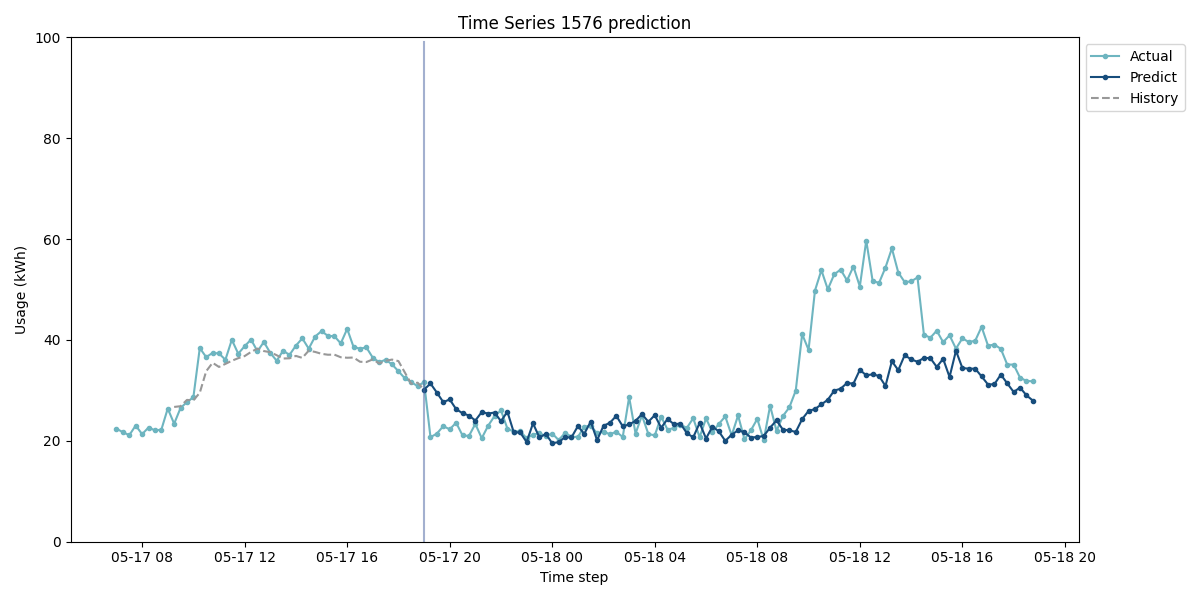 Time Series 1576 prediction
100
80
60
40
20
0
Usage (kWh)
05-17 08 05-17 12 05-17 16 05-17 20 05-18 00 05-18 04 05-18 08 05-18 12 05-18 16 05-18 20
Time step
Actual
Predict
History